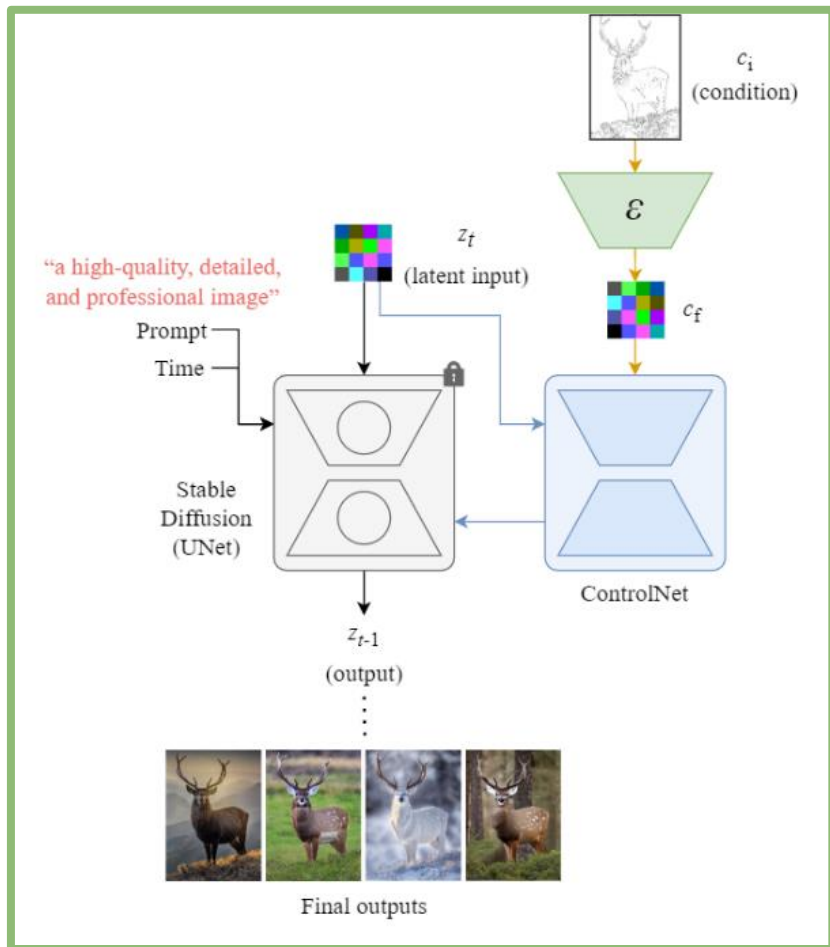 c_i
(condition)
ε
z_t
(latent input)
“a high-quality, detailed,
and professional image”
c_f
Prompt
Time
Stable
Diffusion
(UNet)
ControlNet
z_{t-1}
(output)
Final outputs